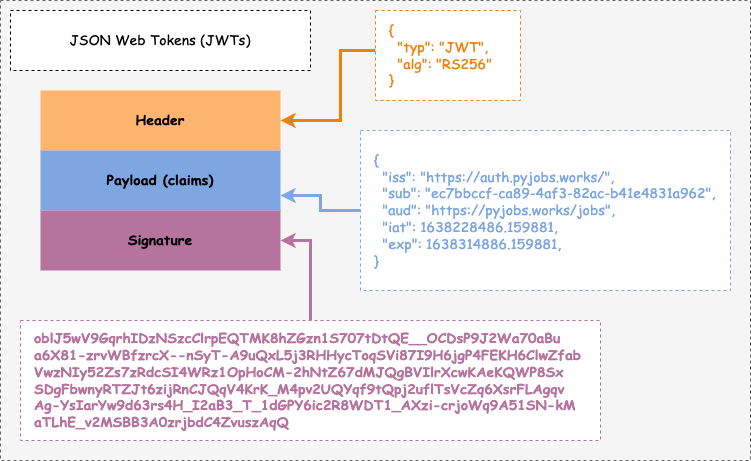 JSON Web Tokens (JWTs)
{
"typ": "JWT",
"alg": "RS256"
}
Header
Payload (claims)
Signature
{
"iss": "https://auth.pyjobs.works/",
"sub": "ec7bbccf-ca89-4af3-82ac-b41e4831a962",
"aud": "https://pyjobs.works/jobs",
"iat": 1638228486.159881,
"exp": 1638314886.159881,
}
oblJ5wV9GqrhIDzNSzcClrpEQTMK8hZGzn1S707tDtQE__OCDsP9J2Wa70aBu
a6X81-zrvWBfzrcX--nSyT-A9uQxL5j3RHHycToqSVi87I9H6jgP4FEKH6ClwZfab
VwzNIy52Zs7zRdcSI4WRz1OpHoCM-2hNtZ67dMJQgBVIlrXcwKAeKQWP8Sx
SDgFbwnyRTZJt6zijRnCJQqV4KrK_M4pv2UQYqf9tQpj2uflTsVcZq6XsrFLAgqv
Ag-YsIarYw9d63rs4H_I2aB3_T_1dGPY6ic2R8WDT1_AXzi-crjoWq9A51SN-kM
aTLhE_v2MSBB3A0zrjbdC4ZvuszAqQ